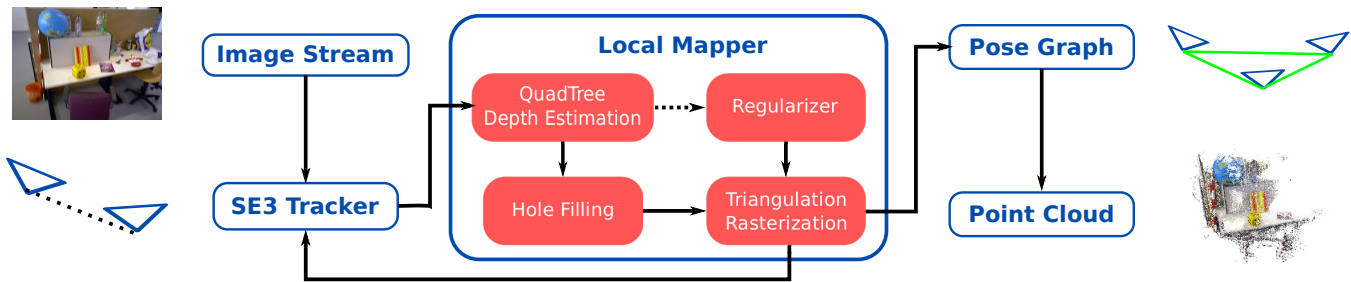 Image Stream
SE3 Tracker
Local Mapper
QuadTree
Depth Estimation
Regularizer
Hole Filling
Triangulation
Rasterization
Pose Graph
Point Cloud